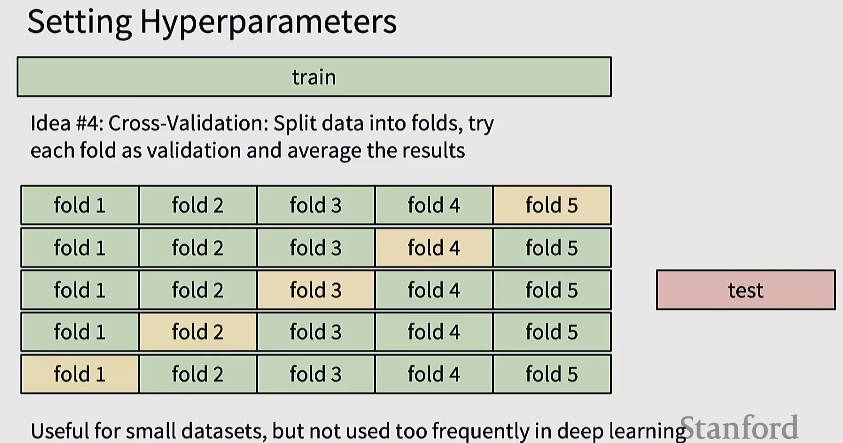 Setting Hyperparameters
train
Idea #4: Cross-Validation: Split data into folds, try
each fold as validation and average the results
fold 1 fold 2 fold 3 fold 4 fold 5
fold 1 fold 2 fold 3 fold 4 fold 5
fold 1 fold 2 fold 3 fold 4 fold 5 test
fold 1 fold 2 fold 3 fold 4 fold 5
fold 1 fold 2 fold 3 fold 4 fold 5
Useful for small datasets, but not used too frequently in deep learning Stanford